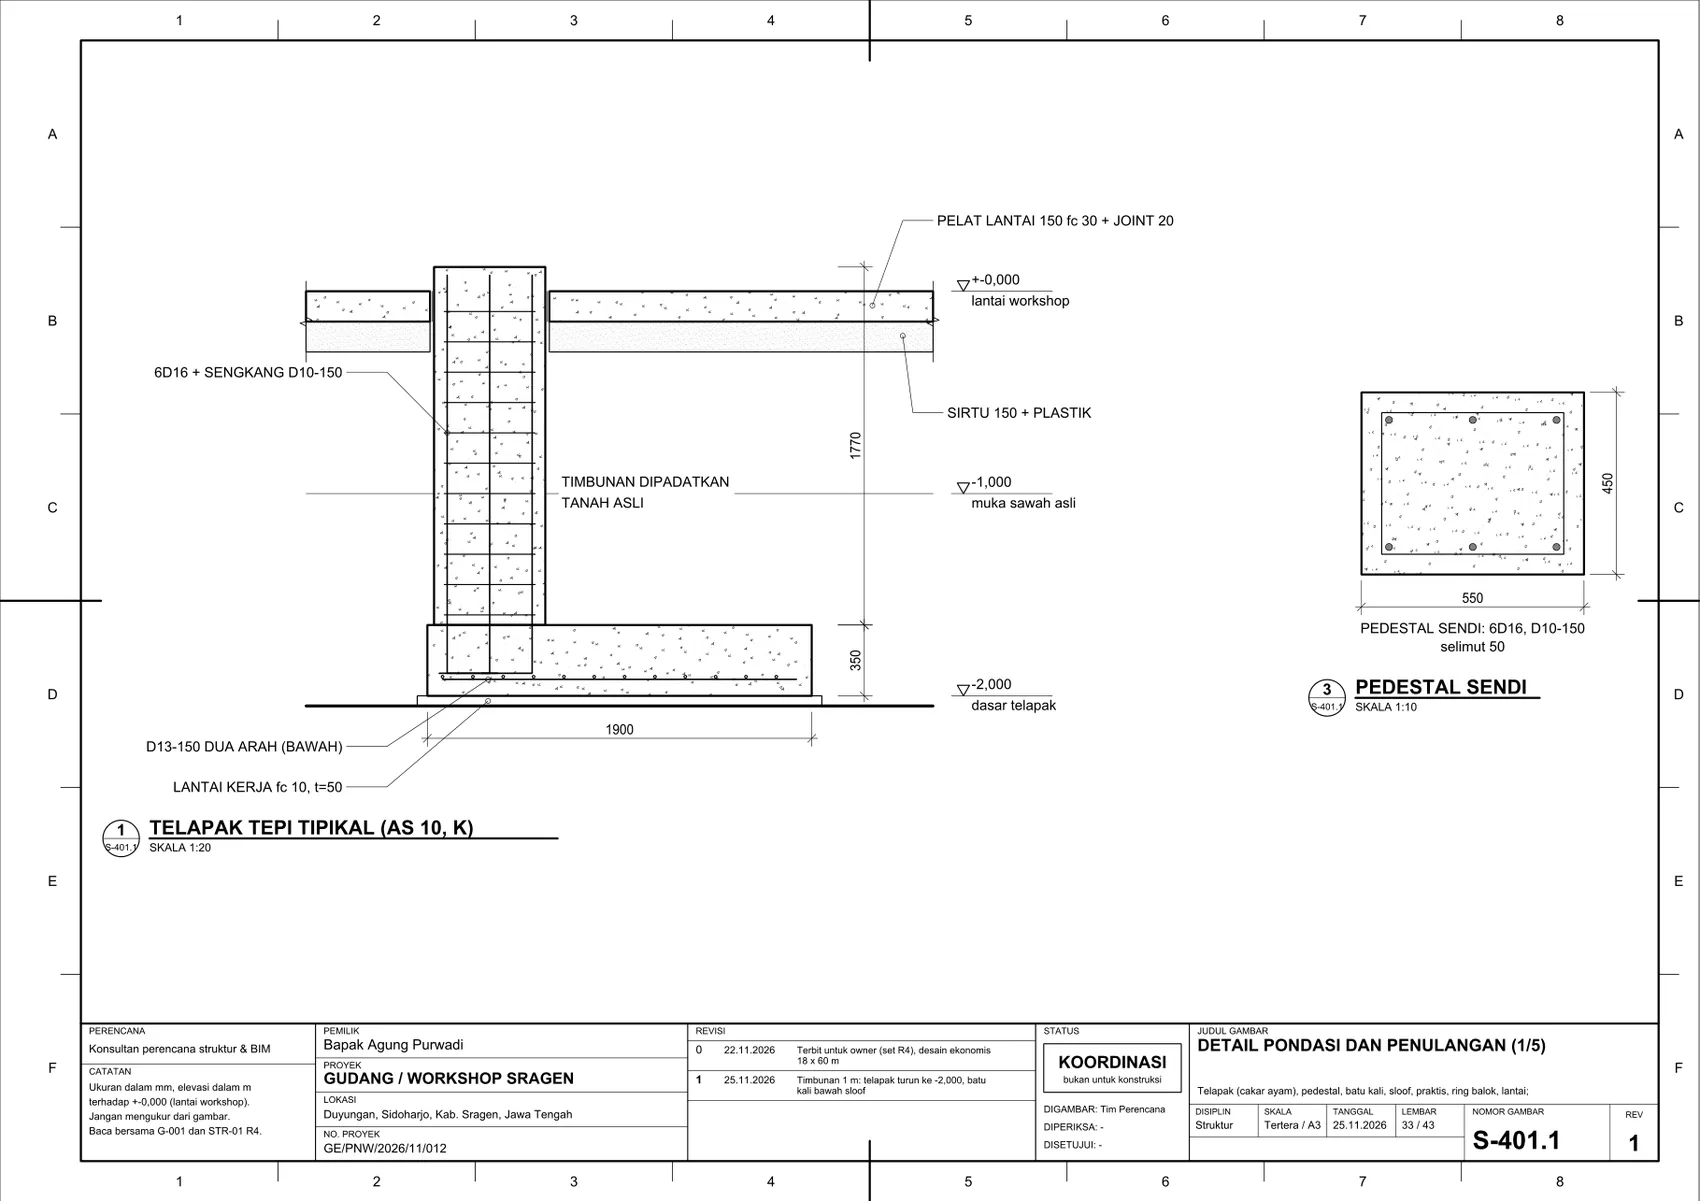 1 2 3 4 5 6 7 8
A A
B B
C C
D D
E E
F F
PELAT LANTAI 150 fc 30 + JOINT 20
+-0,000
lantai workshop
6D16 + SENGKANG D10-150
SIRTU 150 + PLASTIK
1770
TIMBUNAN DIPADATKAN
TANAH ASLI
-1,000
muka sawah asli
350
-2,000
dasar telapak
1900
D13-150 DUA ARAH (BAWAH)
LANTAI KERJA fc 10, t=50
1
S-401.1
TELAPAK TEPI TIPIKAL (AS 10, K)
SKALA 1:20
450
550
PEDESTAL SENDI: 6D16, D10-150
selimut 50
3
S-401.1
PEDESTAL SENDI
SKALA 1:10
PERENCANA
Konsultan perencana struktur & BIM
CATATAN
Ukuran dalam mm, elevasi dalam m
terhadap +-0,000 (lantai workshop).
Jangan mengukur dari gambar.
Baca bersama G-001 dan STR-01 R4.
PEMILIK
Bapak Agung Purwadi
PROYEK
GUDANG / WORKSHOP SRAGEN
LOKASI
Duyungan, Sidoharjo, Kab. Sragen, Jawa Tengah
NO. PROYEK
GE/PNW/2026/11/012
REVISI
0 22.11.2026 Terbit untuk owner (set R4), desain ekonomis
18 x 60 m
1 25.11.2026 Timbunan 1 m: telapak turun ke -2,000, batu
kali bawah sloof
STATUS
KOORDINASI
bukan untuk konstruksi
DIGAMBAR: Tim Perencana
DIPERIKSA: -
DISETUJUI: -
JUDUL GAMBAR
DETAIL PONDASI DAN PENULANGAN (1/5)
Telapak (cakar ayam), pedestal, batu kali, sloof, praktis, ring balok, lantai;
DISIPLIN
Struktur
SKALA
Tertera / A3
TANGGAL
25.11.2026
LEMBAR
33 / 43
NOMOR GAMBAR
S-401.1
REV
1
1 2 3 4 5 6 7 8